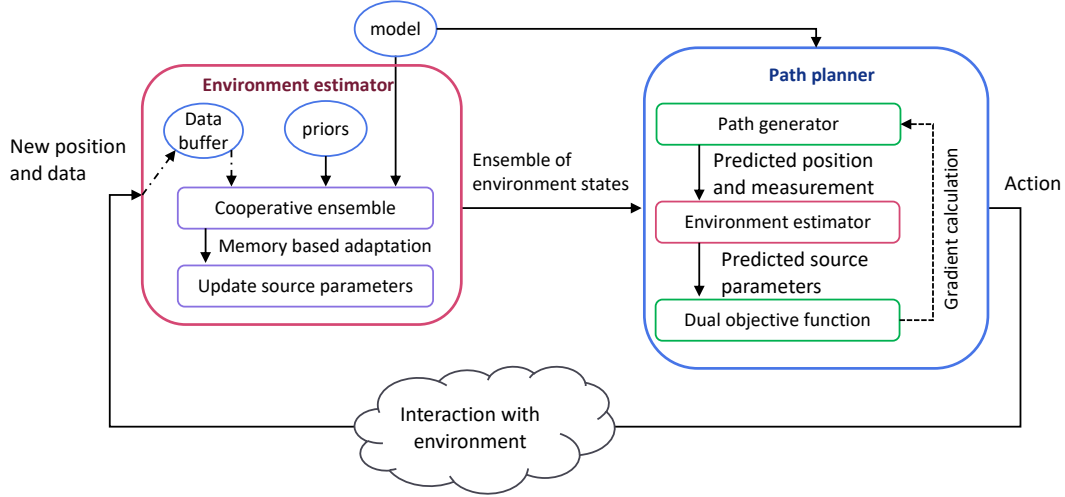 model
Environment estimator
Data
buffer
priors
New position
and data
Cooperative ensemble
Memory based adaptation
Update source parameters
Ensemble of
environment states
Path planner
Path generator
Predicted position
and measurement
Environment estimator
Predicted source
parameters
Dual objective function
Gradient calculation
Action
Interaction with
environment